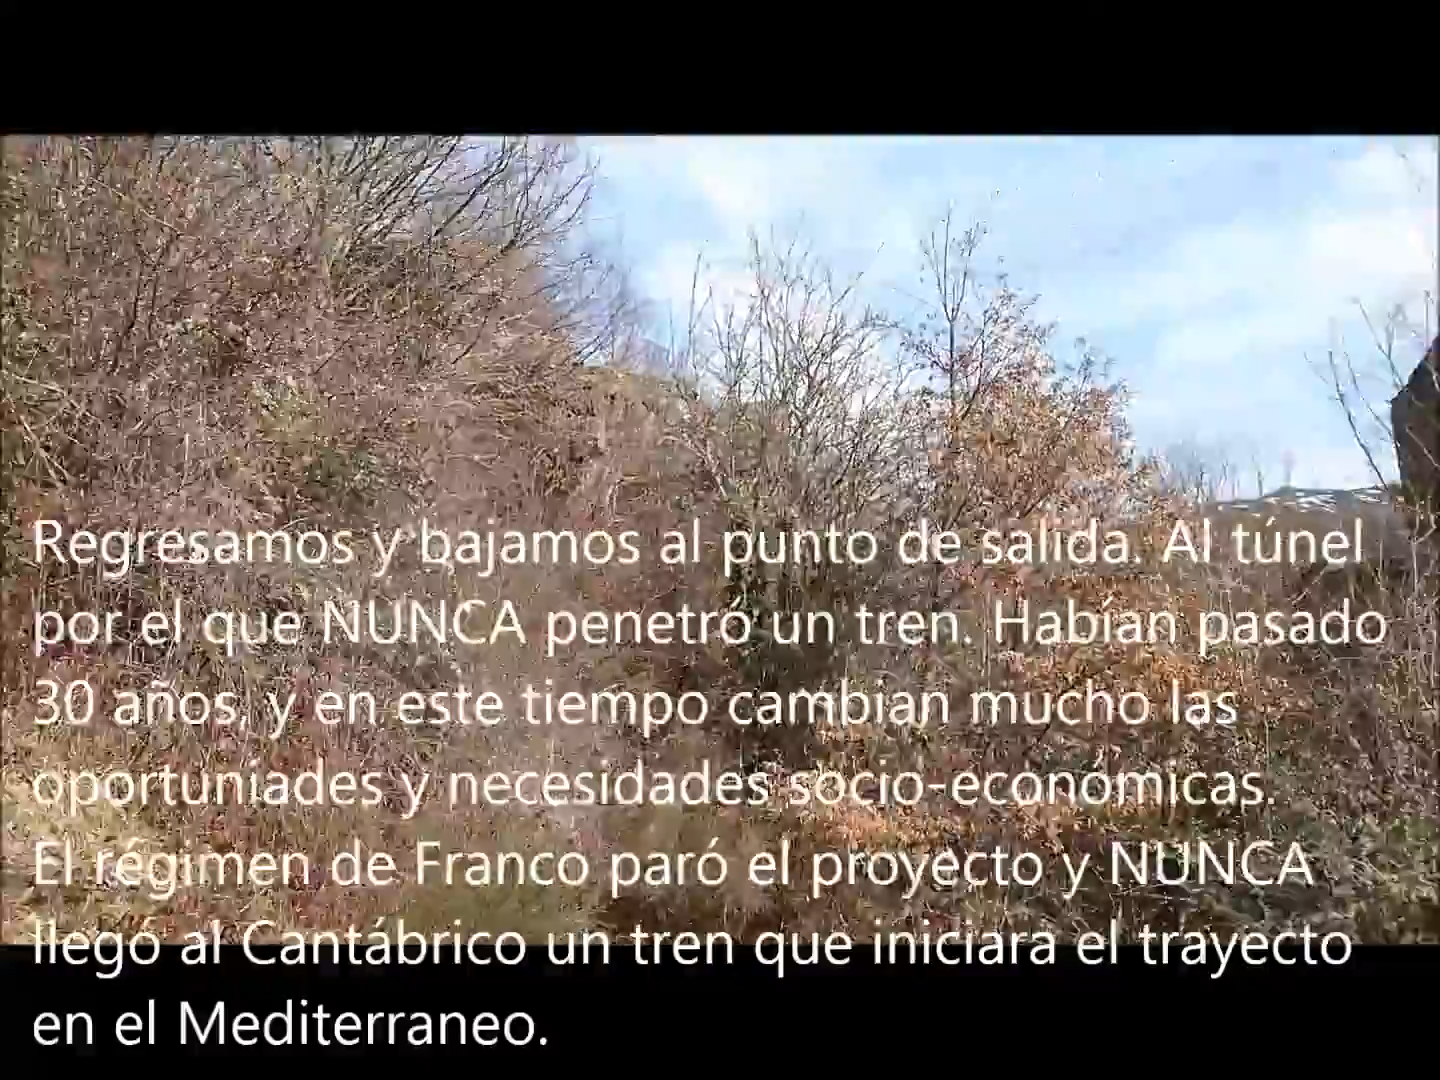 Regresamos y bajamos al punto de salida. Al túnel
por el que NUNCA penetró un tren. Habían pasado
30 años, y en este tiempo cambian mucho las
oportuniades y necesidades socio-económicas.
El régimen de Franco paró el proyecto y NUNCA
llegó al Cantábrico un tren que iniciara el trayecto
en el Mediterraneo.